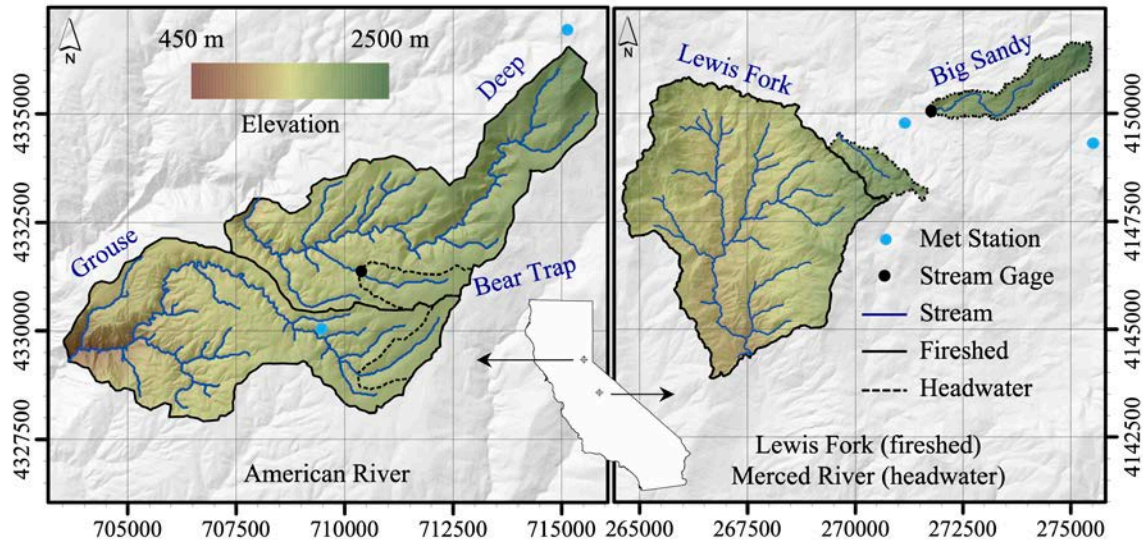 N
450 m
2500 m
Elevation
Deep
Grouse
Bear Trap
American River
4335000
4332500
4330000
4327500
705000
707500
710000
712500
715000
N
Lewis Fork
Big Sandy
Met Station
Stream Gage
Stream
Fireshed
Headwater
Lewis Fork (fireshed)
Merced River (headwater)
4150000
4147500
4145000
4142500
265000
267500
270000
272500
275000